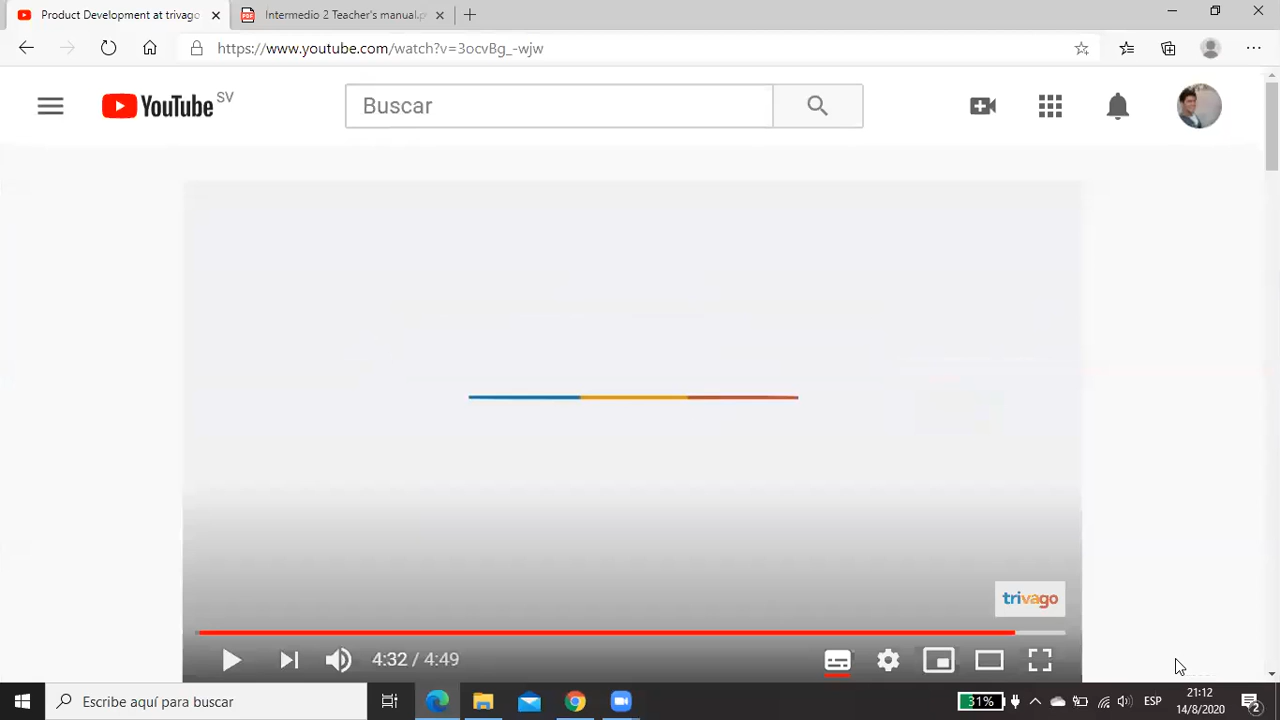 Product Development at trivago
Intermedio 2 Teacher's manual.p
https://www.youtube.com/watch?v=3ocvBg_-wjw
YouTube SV
Buscar
trivago
4:32 / 4:49
Escribe aquí para buscar
31%
ESP
21:12
14/8/2020
2